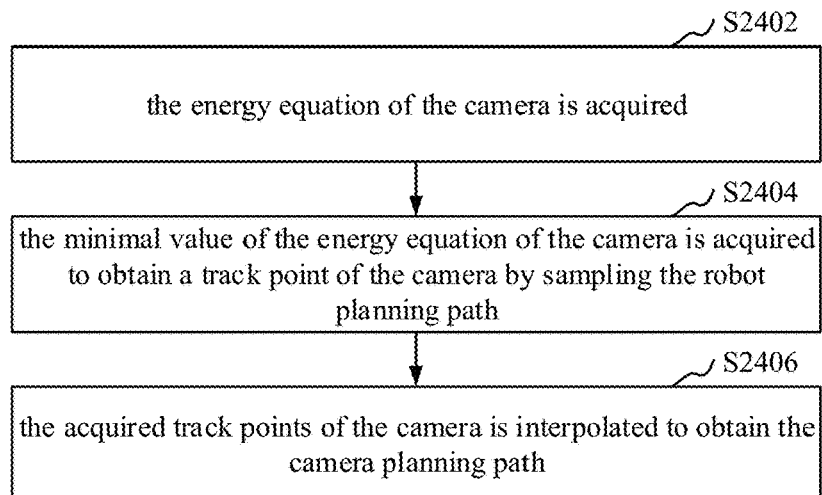 S2402
the energy equation of the camera is acquired
S2404
the minimal value of the energy equation of the camera is acquired
to obtain a track point of the camera by sampling the robot
planning path
S2406
the acquired track points of the camera is interpolated to obtain the
camera planning path